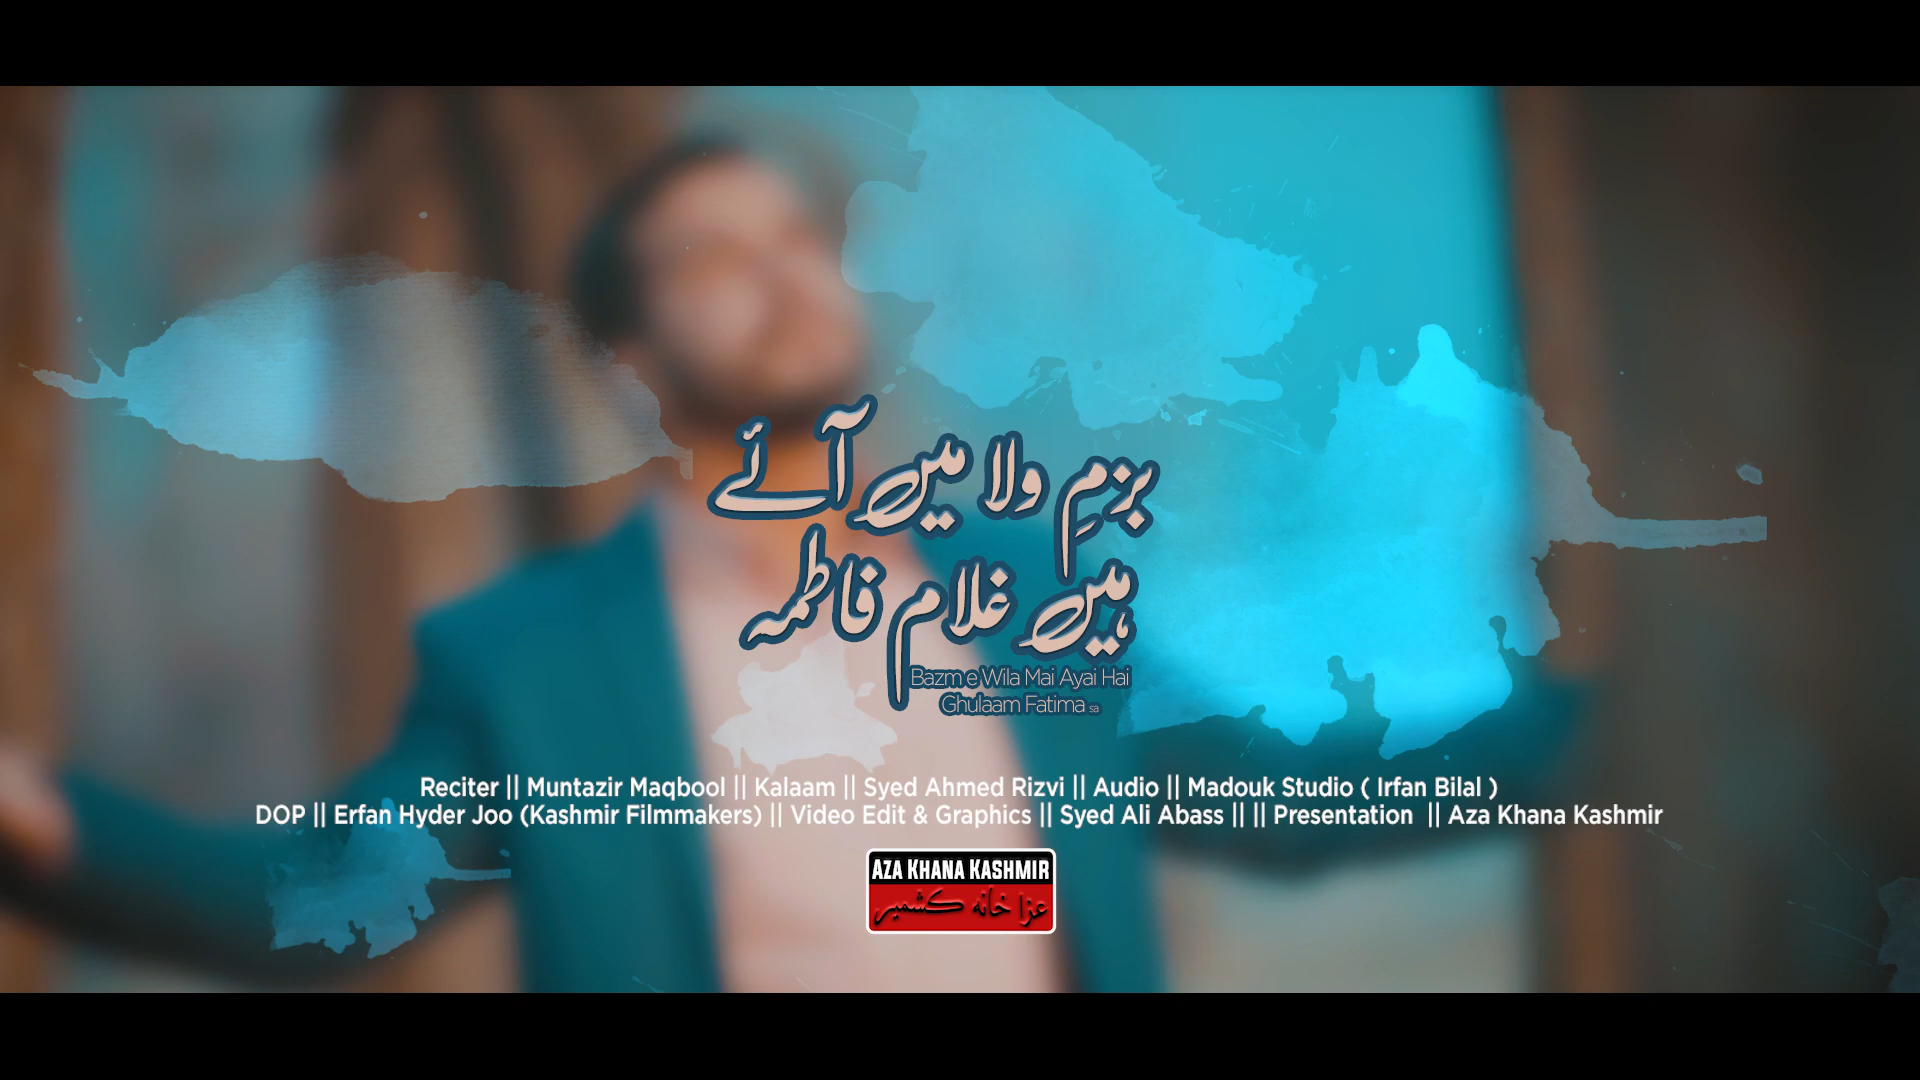 بزمِ ولا میں آئے
ہیں غلام فاطمہ
Bazm e Wila Mai Ayai Hai
Ghulaam Fatima sa
Reciter || Muntazir Maqbool || Kalaam || Syed Ahmed Rizvi || Audio || Madouk Studio ( Irfan Bilal )
DOP || Erfan Hyder Joo (Kashmir Filmmakers) || Video Edit & Graphics || Syed Ali Abass || || Presentation || Aza Khana Kashmir
AZA KHANA KASHMIR
عزا خانہ کشمیر